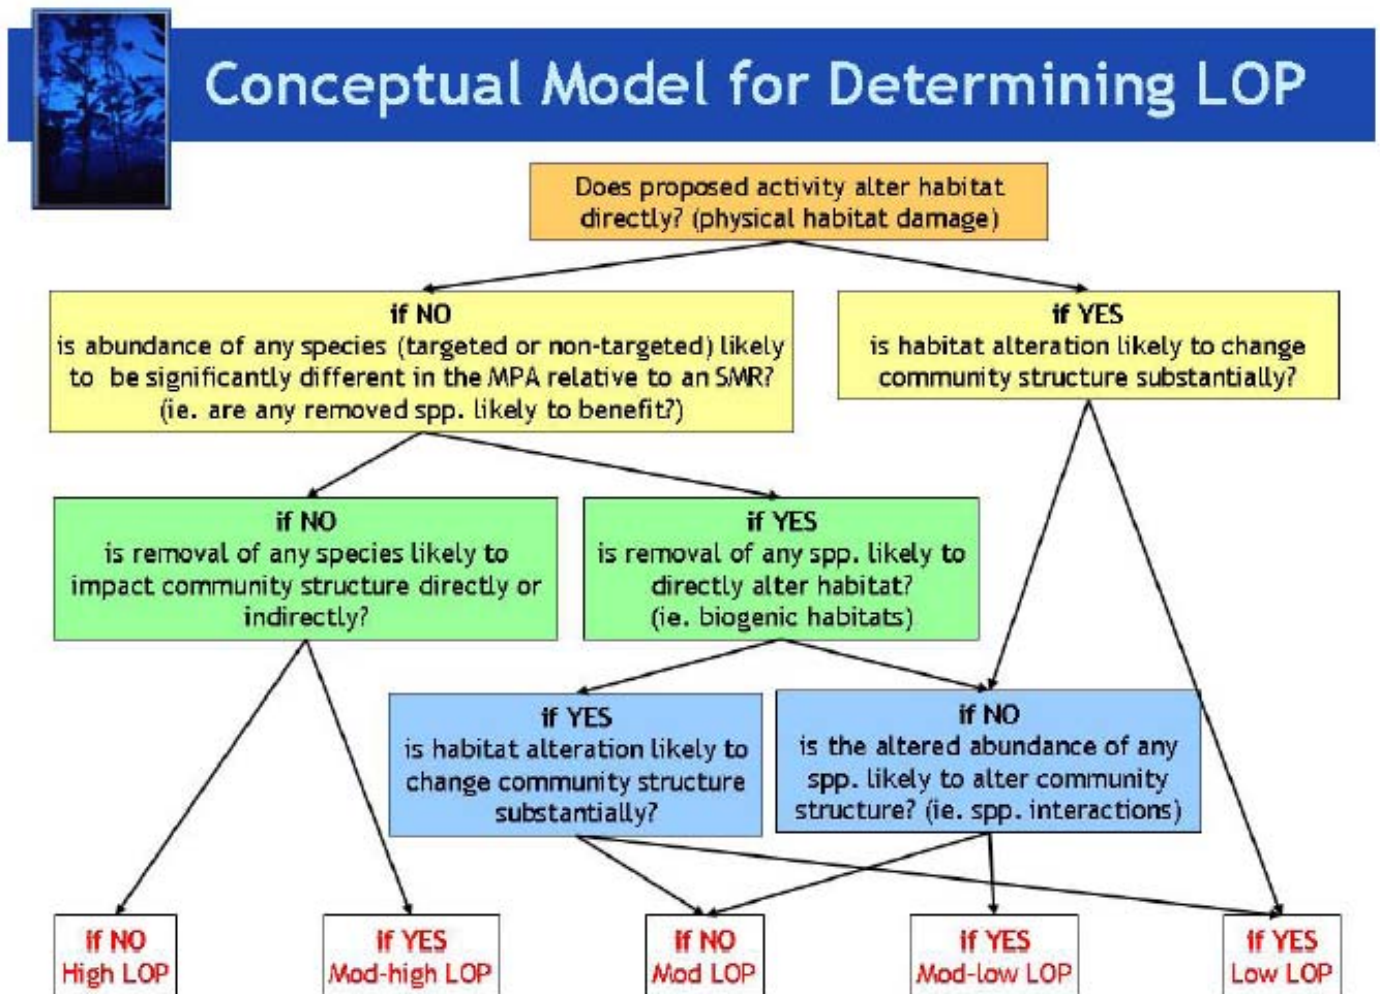 Conceptual Model for Determining LOP
Does proposed activity alter habitat
directly? (physical habitat damage)
if NO
is abundance of any species (targeted or non-targeted) likely
to be significantly different in the MPA relative to an SMR?
(ie. are any removed spp. likely to benefit?)
if YES
is habitat alteration likely to change
community structure substantially?
if NO
is removal of any species likely to
impact community structure directly or
indirectly?
if YES
is removal of any spp. likely to
directly alter habitat?
(ie. biogenic habitats)
if YES
is habitat alteration likely to
change community structure
substantially?
if NO
is the altered abundance of any
spp. likely to alter community
structure? (ie. spp. interactions)
if NO
High LOP
if YES
Mod-high LOP
if NO
Mod LOP
if YES
Mod-low LOP
if YES
Low LOP